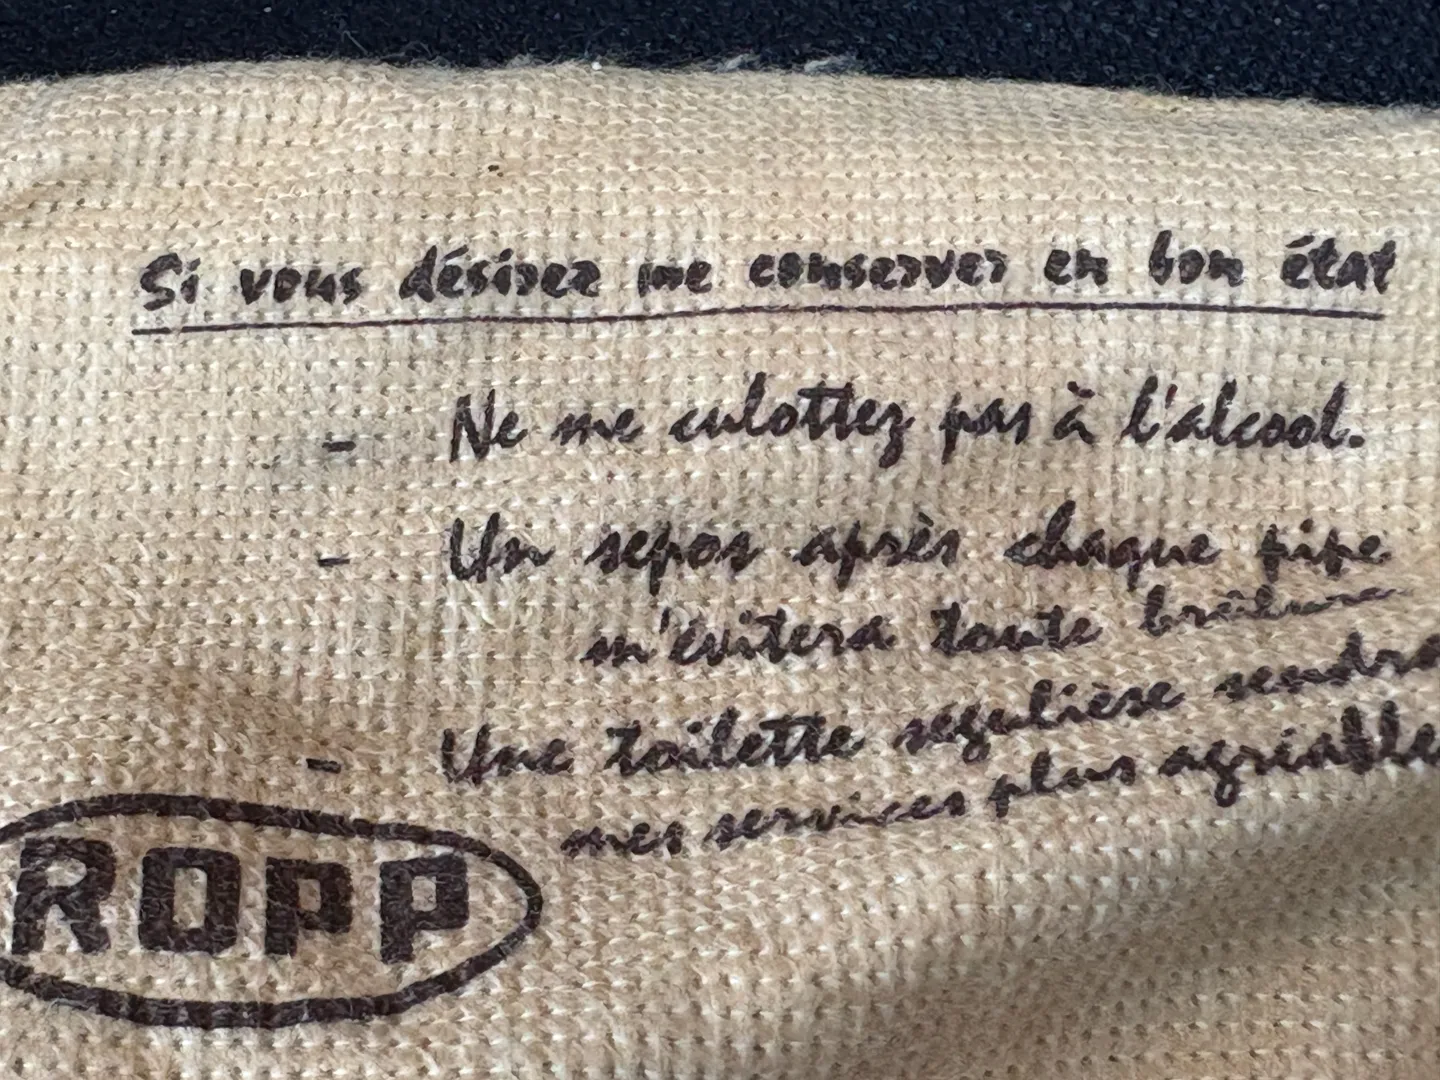 Si vous désirez me conserver en bon état
- Ne me culottez pas à l'alcool.
- Un repos après chaque pipe
m'évitera toute brûlure
- Une toilette régulière rendra
mes services plus agréables
ROPP